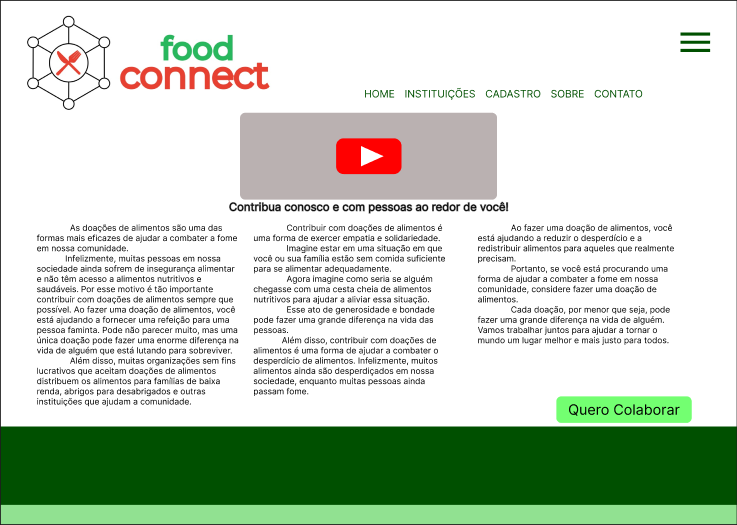 food
connect
HOME INSTITUIÇÕES CADASTRO SOBRE CONTATO
Contribua conosco e com pessoas ao redor de você!
As doações de alimentos são uma das
formas mais eficazes de ajudar a combater a fome
em nossa comunidade.
Infelizmente, muitas pessoas em nossa
sociedade ainda sofrem de insegurança alimentar
e não têm acesso a alimentos nutritivos e
saudáveis. Por esse motivo é tão importante
contribuir com doações de alimentos sempre que
possível. Ao fazer uma doação de alimentos, você
está ajudando a fornecer uma refeição para uma
pessoa faminta. Pode não parecer muito, mas uma
única doação pode fazer uma enorme diferença na
vida de alguém que está lutando para sobreviver.
Além disso, muitas organizações sem fins
lucrativos que aceitam doações de alimentos
distribuem os alimentos para famílias de baixa
renda, abrigos para desabrigados e outras
instituições que ajudam a comunidade.
Contribuir com doações de alimentos é
uma forma de exercer empatia e solidariedade.
Imagine estar em uma situação em que
você ou sua família estão sem comida suficiente
para se alimentar adequadamente.
Agora imagine como seria se alguém
chegasse com uma cesta cheia de alimentos
nutritivos para ajudar a aliviar essa situação.
Esse ato de generosidade e bondade
pode fazer uma grande diferença na vida das
pessoas.
Além disso, contribuir com doações de
alimentos é uma forma de ajudar a combater o
desperdício de alimentos. Infelizmente, muitos
alimentos ainda são desperdiçados em nossa
sociedade, enquanto muitas pessoas ainda
passam fome.
Ao fazer uma doação de alimentos, você
está ajudando a reduzir o desperdício e a
redistribuir alimentos para aqueles que realmente
precisam.
Portanto, se você está procurando uma
forma de ajudar a combater a fome em nossa
comunidade, considere fazer uma doação de
alimentos.
Cada doação, por menor que seja, pode
fazer uma grande diferença na vida de alguém.
Vamos trabalhar juntos para ajudar a tornar o
mundo um lugar melhor e mais justo para todos.
Quero Colaborar